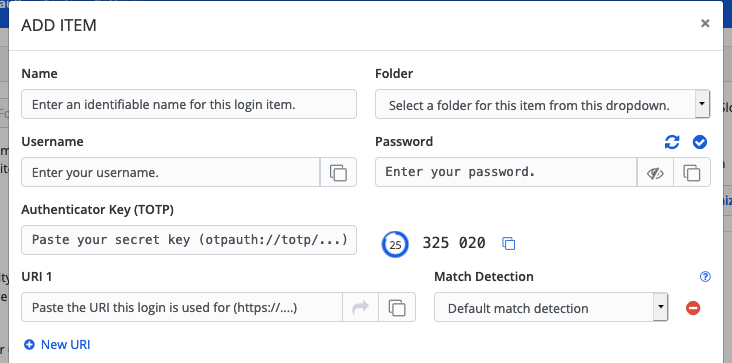 ADD ITEM
Name
Folder
Enter an identifiable name for this login item.
Select a folder for this item from this dropdown.
Username
Password
Enter your username.
Enter your password.
Authenticator Key (TOTP)
Paste your secret key (otpauth://totp/...)
25
325 020
URI 1
Match Detection
Paste the URI this login is used for (https://....)
Default match detection
New URI